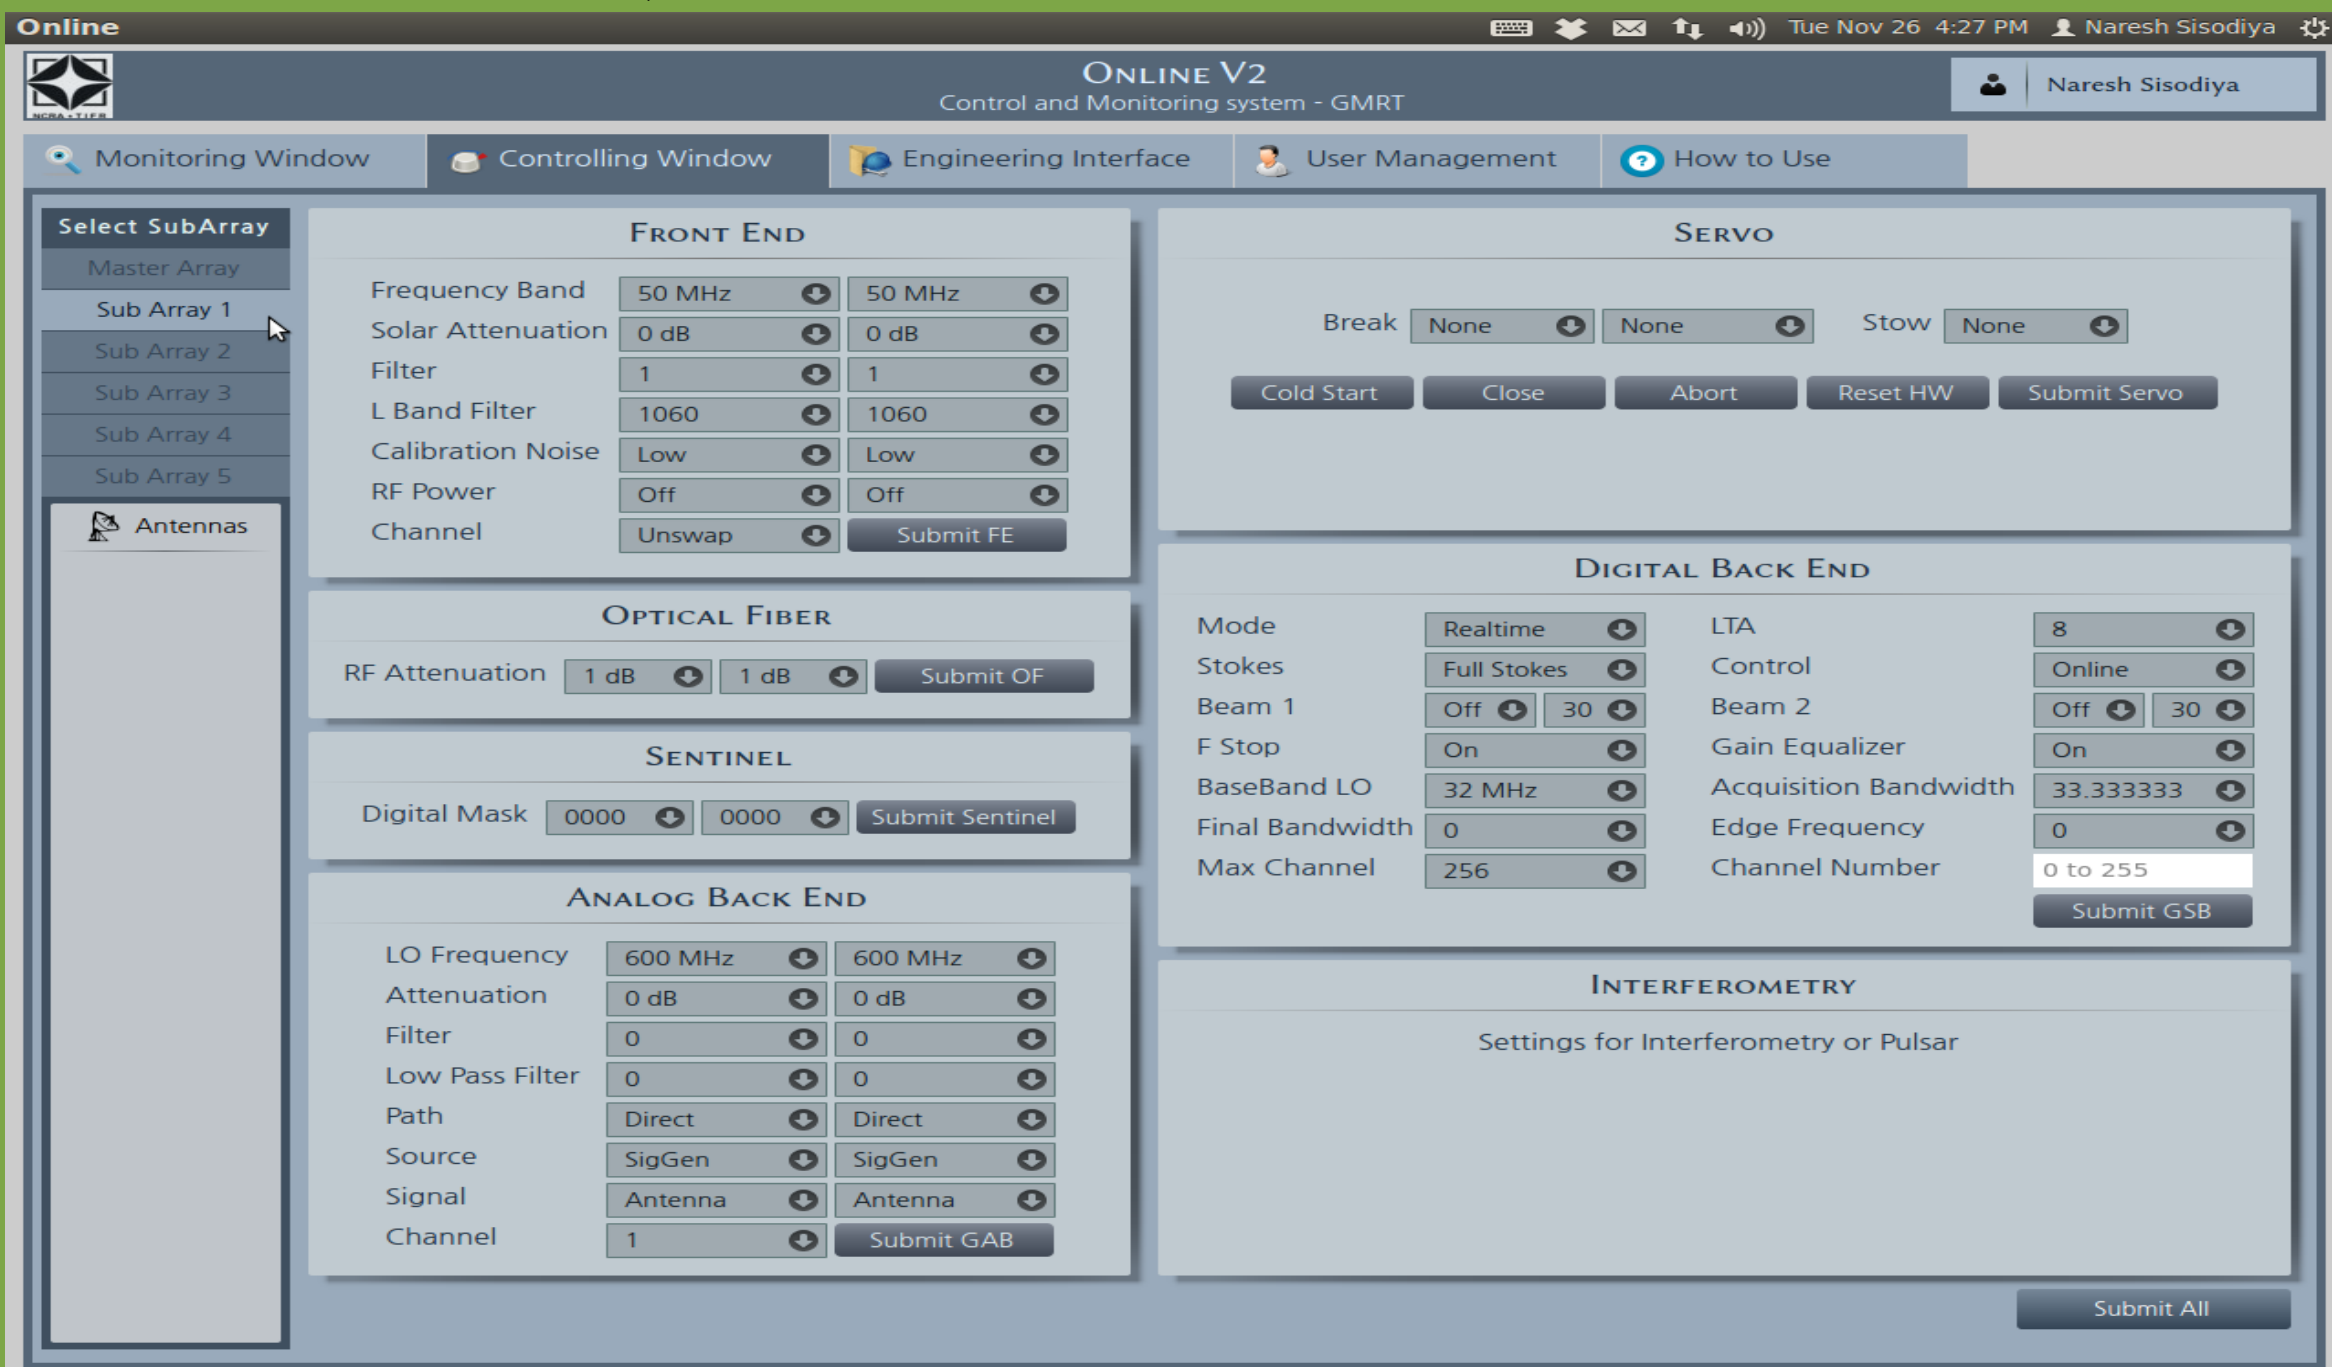 Online
Tue Nov 26 4:27 PM Naresh Sisodiya
NCRA • TIFR
Online V2
Control and Monitoring system - GMRT
Naresh Sisodiya
Monitoring Window Controlling Window Engineering Interface User Management How to Use
Select SubArray
Master Array
Sub Array 1
Sub Array 2
Sub Array 3
Sub Array 4
Sub Array 5
Antennas
Front End
Frequency Band 50 MHz 50 MHz
Solar Attenuation 0 dB 0 dB
Filter 1 1
L Band Filter 1060 1060
Calibration Noise Low Low
RF Power Off Off
Channel Unswap Submit FE
Optical Fiber
RF Attenuation 1 dB 1 dB Submit OF
Sentinel
Digital Mask 0000 0000 Submit Sentinel
Analog Back End
LO Frequency 600 MHz 600 MHz
Attenuation 0 dB 0 dB
Filter 0 0
Low Pass Filter 0 0
Path Direct Direct
Source SigGen SigGen
Signal Antenna Antenna
Channel 1 Submit GAB
Servo
Break None None Stow None
Cold Start Close Abort Reset HW Submit Servo
Digital Back End
Mode Realtime LTA 8
Stokes Full Stokes Control Online
Beam 1 Off 30 Beam 2 Off 30
F Stop On Gain Equalizer On
BaseBand LO 32 MHz Acquisition Bandwidth 33.333333
Final Bandwidth 0 Edge Frequency 0
Max Channel 256 Channel Number 0 to 255
Submit GSB
Interferometry
Settings for Interferometry or Pulsar
Submit All